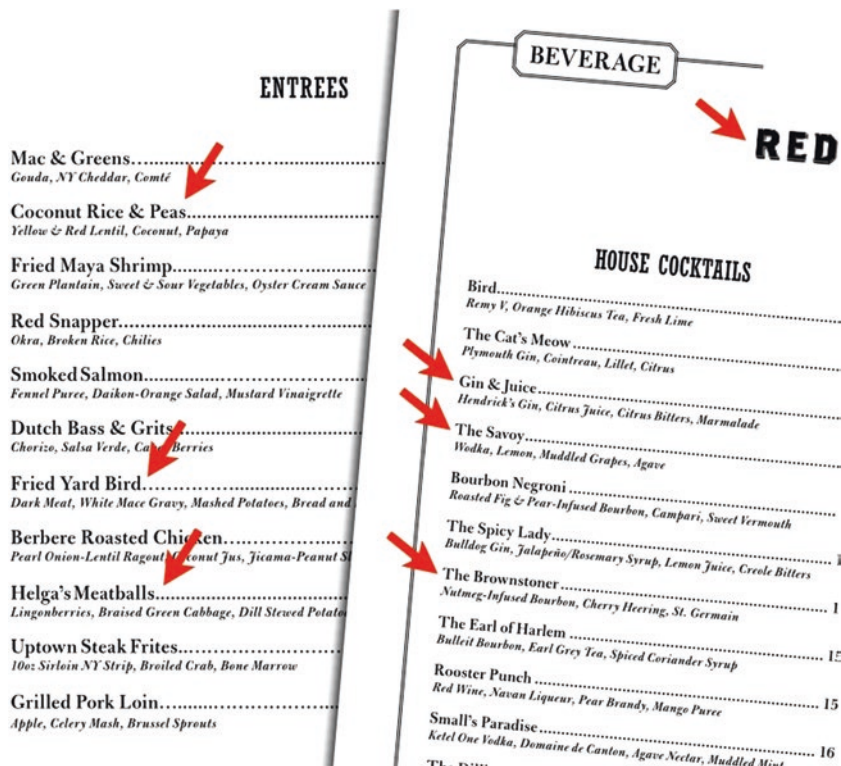 ENTREES
Mac & Greens
Gouda, NY Cheddar, Comté
Coconut Rice & Peas
Yellow & Red Lentil, Coconut, Papaya
Fried Maya Shrimp
Green Plantain, Sweet & Sour Vegetables, Oyster Cream Sauce
Red Snapper
Okra, Broken Rice, Chilies
Smoked Salmon
Fennel Puree, Daikon-Orange Salad, Mustard Vinaigrette
Dutch Bass & Grits
Chorizo, Salsa Verde, Berries
Fried Yard Bird
Dark Meat, White Mace Gravy, Mashed Potatoes, Bread and
Berbere Roasted Chicken
Pearl Onion-Lentil Ragout, Coconut Jus, Jicama-Peanut
Helga's Meatballs
Lingonberries, Braised Green Cabbage, Dill Stewed
Uptown Steak Frites
10oz Sirloin NY Strip, Broiled Crab, Bone Marrow
Grilled Pork Loin
Apple, Celery Mash, Brussel Sprouts
BEVERAGE
RED
HOUSE COCKTAILS
Bird
Remy V, Orange Hibiscus Tea, Fresh Lime
The Cat's Meow
Plymouth Gin, Cointreau, Lillet, Citrus
Gin & Juice
Hendrick's Gin, Citrus Juice, Citrus Bitters, Marmalade
The Savoy
Wodka, Lemon, Muddled Grapes, Agave
Bourbon Negroni
Roasted Fig & Pear-Infused Bourbon, Campari, Sweet Vermouth
The Spicy Lady
Bulldog Gin, Jalapeño/Rosemary Syrup, Lemon Juice, Creole Bitters
The Brownstoner
Nutmeg-Infused Bourbon, Cherry Heering, St. Germain
The Earl of Harlem 15
Bulleit Bourbon, Earl Grey Tea, Spiced Coriander Syrup
Rooster Punch 15
Red Wine, Navan Liqueur, Pear Brandy, Mango Puree
Small's Paradise 16
Ketel One Vodka, Domaine de Canton, Agave Nectar, Muddled Mint
The